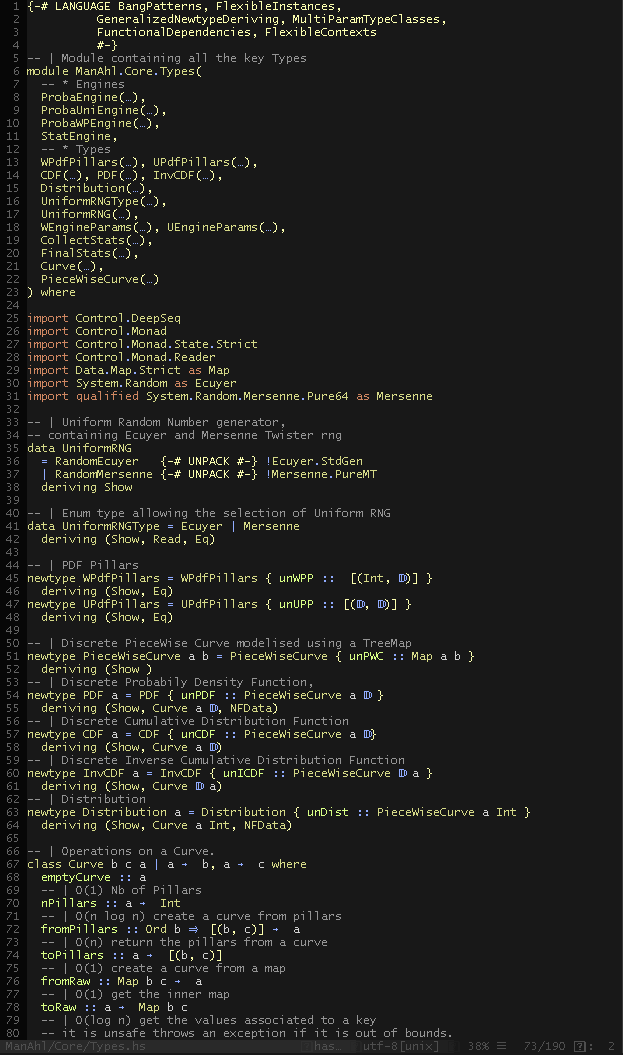 1 {-# LANGUAGE BangPatterns, FlexibleInstances,
2           GeneralizedNewtypeDeriving, MultiParamTypeClasses,
3           FunctionalDependencies, FlexibleContexts
4           #-}
5 -- | Module containing all the key Types
6 module ManAhl.Core.Types(
7   -- * Engines
8   ProbaEngine(…),
9   ProbaUniEngine(…),
10   ProbaWPEngine(…),
11   StatEngine,
12   -- * Types
13   WPdfPillars(…), UPdfPillars(…),
14   CDF(…), PDF(…), InvCDF(…),
15   Distribution(…),
16   UniformRNGType(…),
17   UniformRNG(…),
18   WEngineParams(…), UEngineParams(…),
19   CollectStats(…),
20   FinalStats(…),
21   Curve(…),
22   PieceWiseCurve(…)
23 ) where
24
25 import Control.DeepSeq
26 import Control.Monad
27 import Control.Monad.State.Strict
28 import Control.Monad.Reader
29 import Data.Map.Strict as Map
30 import System.Random as Ecuyer
31 import qualified System.Random.Mersenne.Pure64 as Mersenne
32
33 -- | Uniform Random Number generator,
34 -- containing Ecuyer and Mersenne Twister rng
35 data UniformRNG
36   = RandomEcuyer   {-# UNPACK #-} !Ecuyer.StdGen
37   | RandomMersenne {-# UNPACK #-} !Mersenne.PureMT
38   deriving Show
39
40 -- | Enum type allowing the selection of Uniform RNG
41 data UniformRNGType = Ecuyer | Mersenne
42   deriving (Show, Read, Eq)
43
44 -- | PDF Pillars
45 newtype WPdfPillars = WPdfPillars { unWPP ::  [(Int, 𝔻)] }
46   deriving (Show, Eq)
47 newtype UPdfPillars = UPdfPillars { unUPP :: [(𝔻, 𝔻)] }
48   deriving (Show, Eq)
49
50 -- | Discrete PieceWise Curve modelised using a TreeMap
51 newtype PieceWiseCurve a b = PieceWiseCurve { unPWC :: Map a b }
52   deriving (Show )
53 -- | Discrete Probabily Density Function,
54 newtype PDF a = PDF { unPDF :: PieceWiseCurve a 𝔻 }
55   deriving (Show, Curve a 𝔻, NFData)
56 -- | Discrete Cumulative Distribution Function
57 newtype CDF a = CDF { unCDF :: PieceWiseCurve a 𝔻}
58   deriving (Show, Curve a 𝔻)
59 -- | Discrete Inverse Cumulative Distribution Function
60 newtype InvCDF a = InvCDF { unICDF :: PieceWiseCurve 𝔻 a }
61   deriving (Show, Curve 𝔻 a)
62 -- | Distribution
63 newtype Distribution a = Distribution { unDist :: PieceWiseCurve a Int }
64   deriving (Show, Curve a Int, NFData)
65
66 -- | Operations on a Curve.
67 class Curve b c a | a →  b, a →  c where
68   emptyCurve :: a
69   -- | O(1) Nb of Pillars
70   nPillars :: a →  Int
71   -- | O(n log n) create a curve from pillars
72   fromPillars :: Ord b ⇒  [(b, c)] →  a
73   -- | O(n) return the pillars from a curve
74   toPillars :: a →  [(b, c)]
75   -- | O(1) create a curve from a map
76   fromRaw :: Map b c →  a
77   -- | O(1) get the inner map
78   toRaw :: a →  Map b c
79   -- | O(log n) get the values associated to a key
80   -- it is unsafe throws an exception if it is out of bounds.
ManAhl/Core/Types.hs has… utf-8[unix] 38% ☰ 73/190 : 2